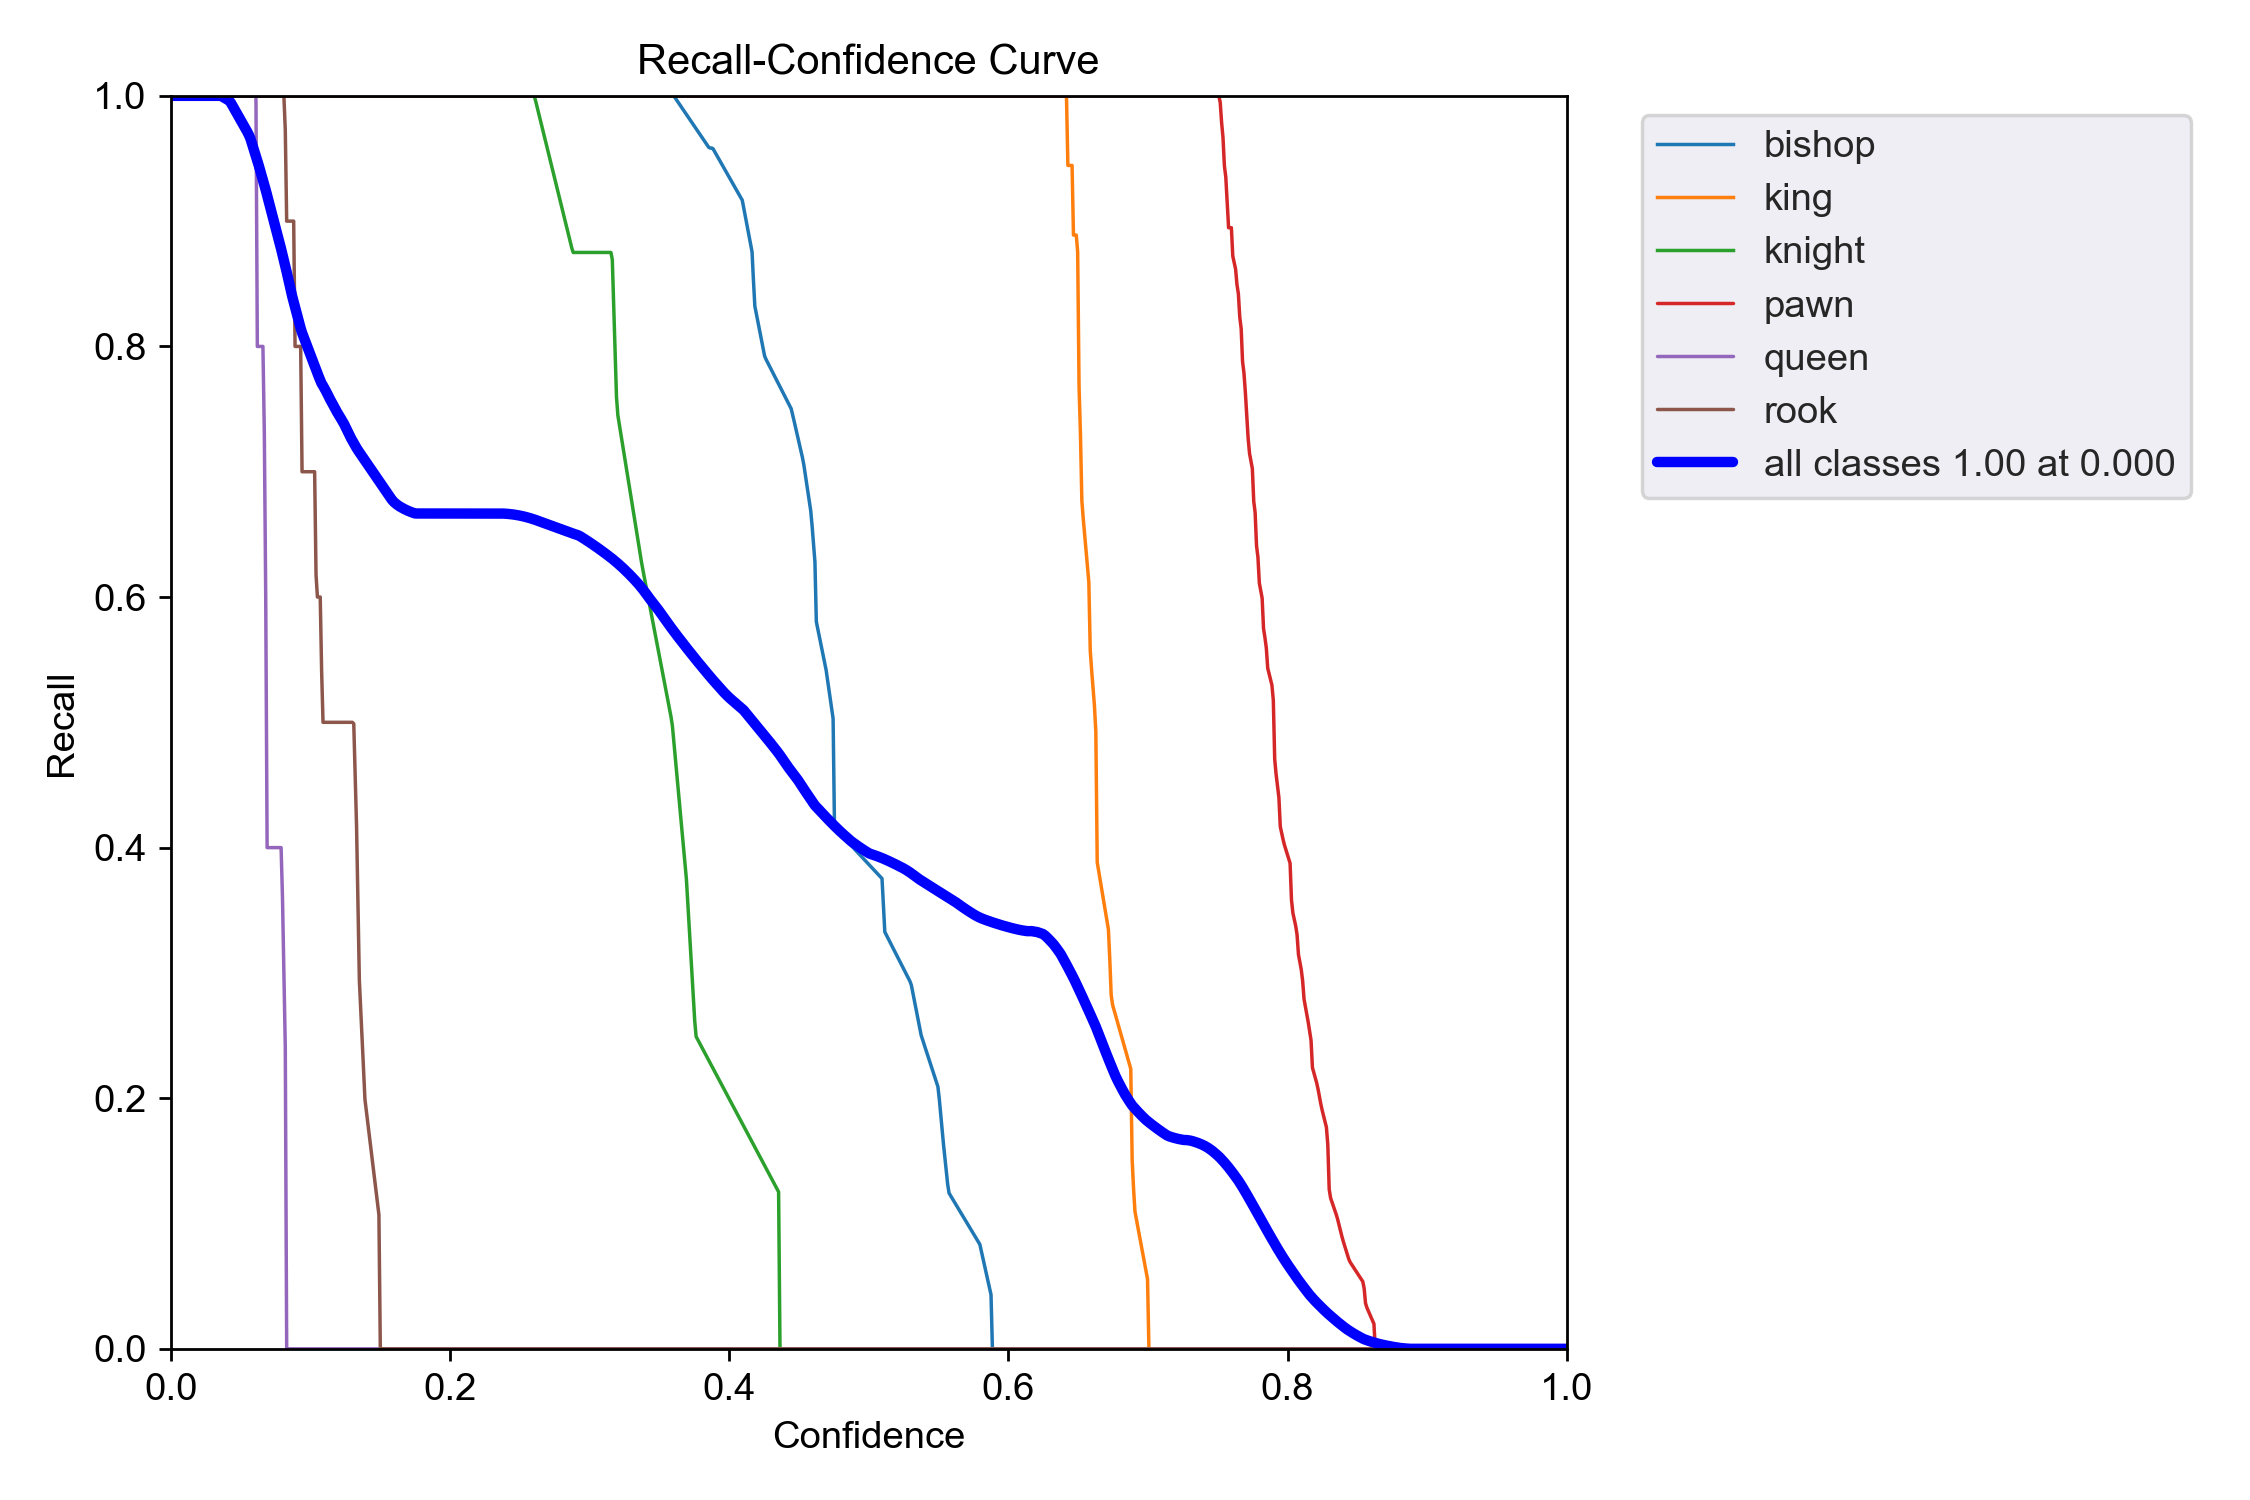 Recall-Confidence Curve
1.0
0.8
0.6
0.4
0.2
0.0
Recall
0.0 0.2 0.4 0.6 0.8 1.0
Confidence
bishop
king
knight
pawn
queen
rook
all classes 1.00 at 0.000